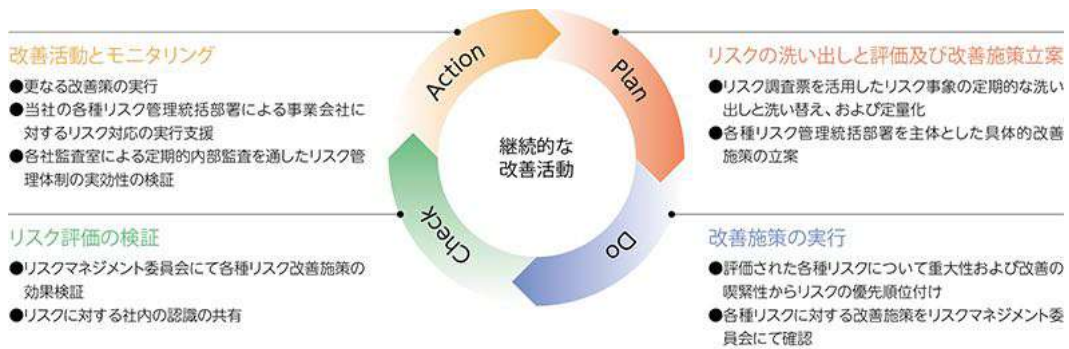 改善活動とモニタリング
●更なる改善策の実行
●当社の各種リスク管理統括部署による事業会社に
対するリスク対応の実行支援
●各社監査室による定期的内部監査を通したリスク管
理体制の実効性の検証
Action
Plan
リスクの洗い出しと評価及び改善施策立案
●リスク調査票を活用したリスク事象の定期的な洗い
出しと洗い替え、および定量化
●各種リスク管理統括部署を主体とした具体的改善
施策の立案
継続的な
改善活動
リスク評価の検証
●リスクマネジメント委員会にて各種リスク改善施策の
効果検証
●リスクに対する社内の認識の共有
Check
Do
改善施策の実行
●評価された各種リスクについて重大性および改善の
喫緊性からリスクの優先順位付け
●各種リスクに対する改善施策をリスクマネジメント委
員会にて確認